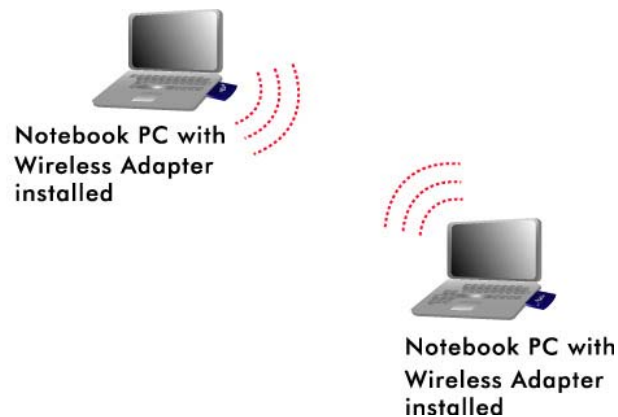 Notebook PC with
Wireless Adapter
installed
Notebook PC with
Wireless Adapter
installed